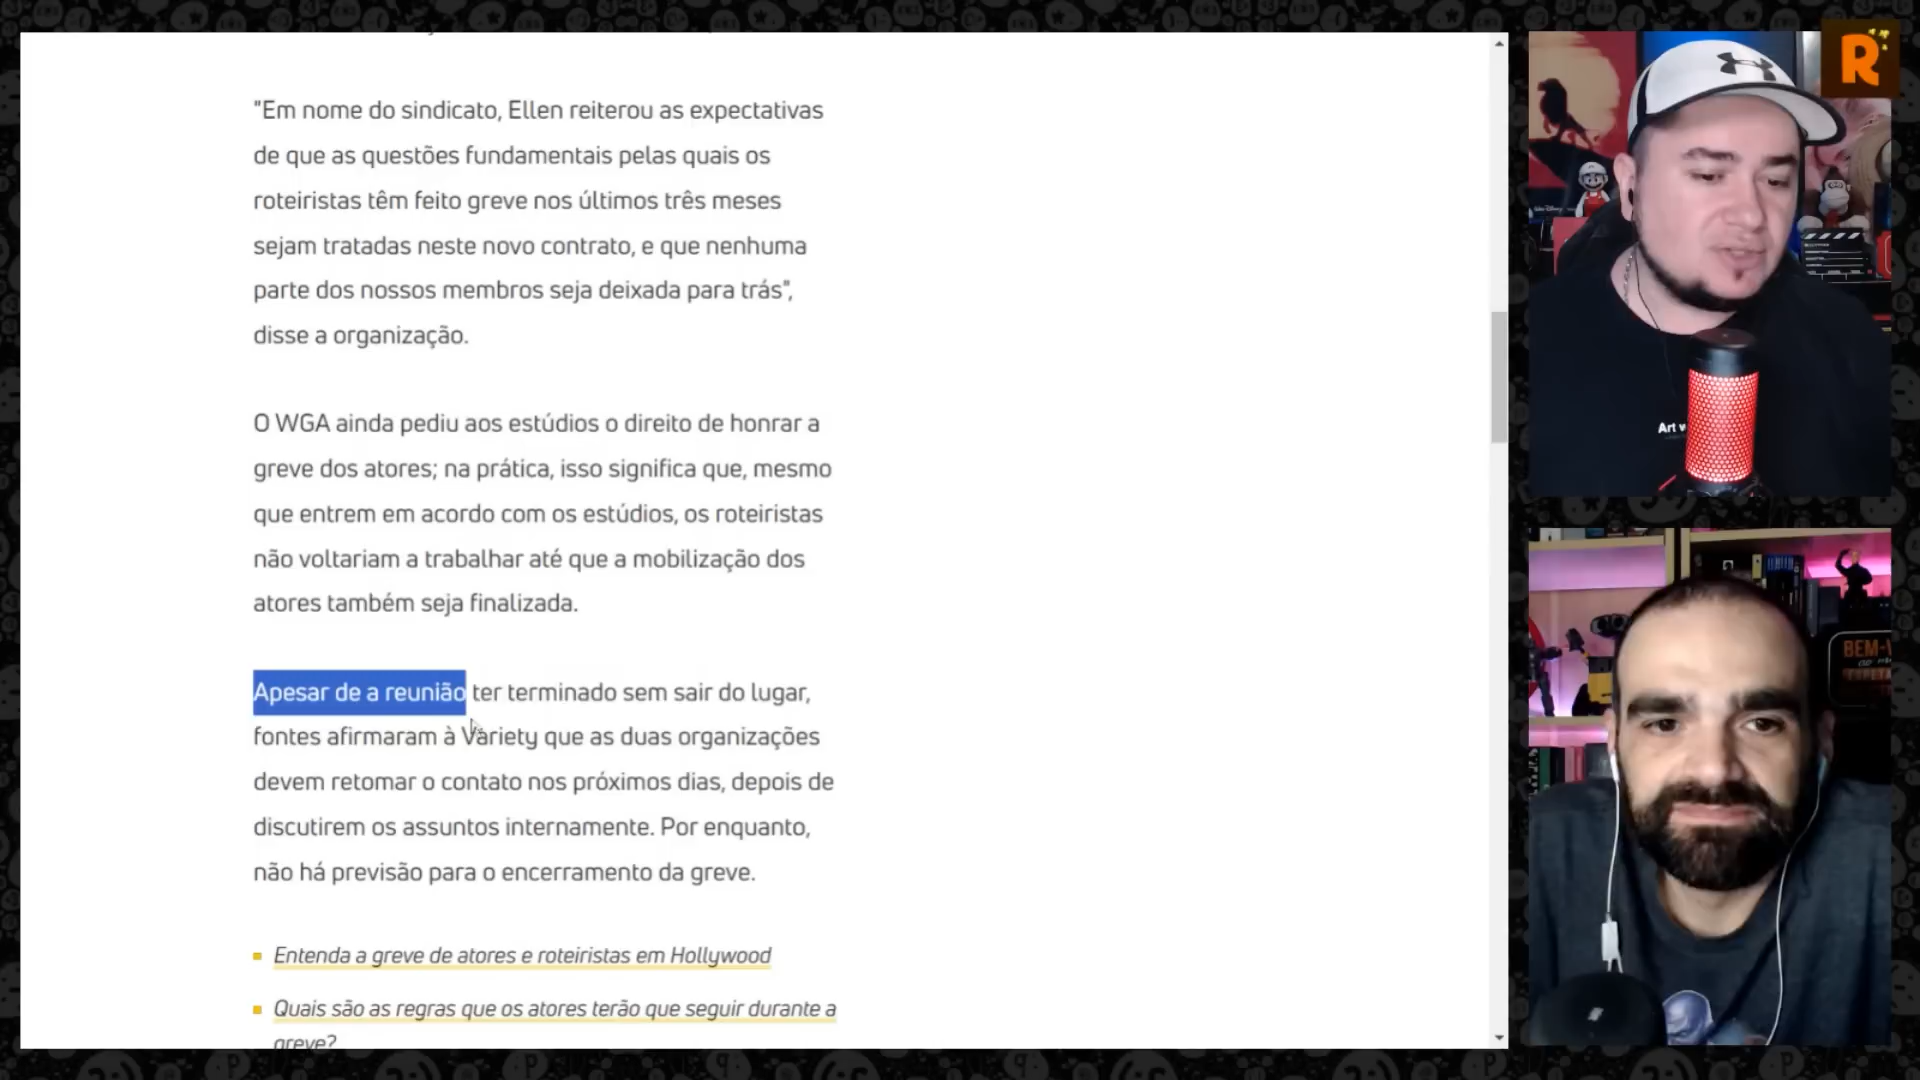 "Em nome do sindicato, Ellen reiterou as expectativas
de que as questões fundamentais pelas quais os
roteiristas têm feito greve nos últimos três meses
sejam tratadas neste novo contrato, e que nenhuma
parte dos nossos membros seja deixada para trás",
disse a organização.
O WGA ainda pediu aos estúdios o direito de honrar a
greve dos atores; na prática, isso significa que, mesmo
que entrem em acordo com os estúdios, os roteiristas
não voltariam a trabalhar até que a mobilização dos
atores também seja finalizada.
Apesar de a reunião ter terminado sem sair do lugar,
fontes afirmaram à Variety que as duas organizações
devem retomar o contato nos próximos dias, depois de
discutirem os assuntos internamente. Por enquanto,
não há previsão para o encerramento da greve.
Entenda a greve de atores e roteiristas em Hollywood
Quais são as regras que os atores terão que seguir durante a
greve?
R
Art
BEM-